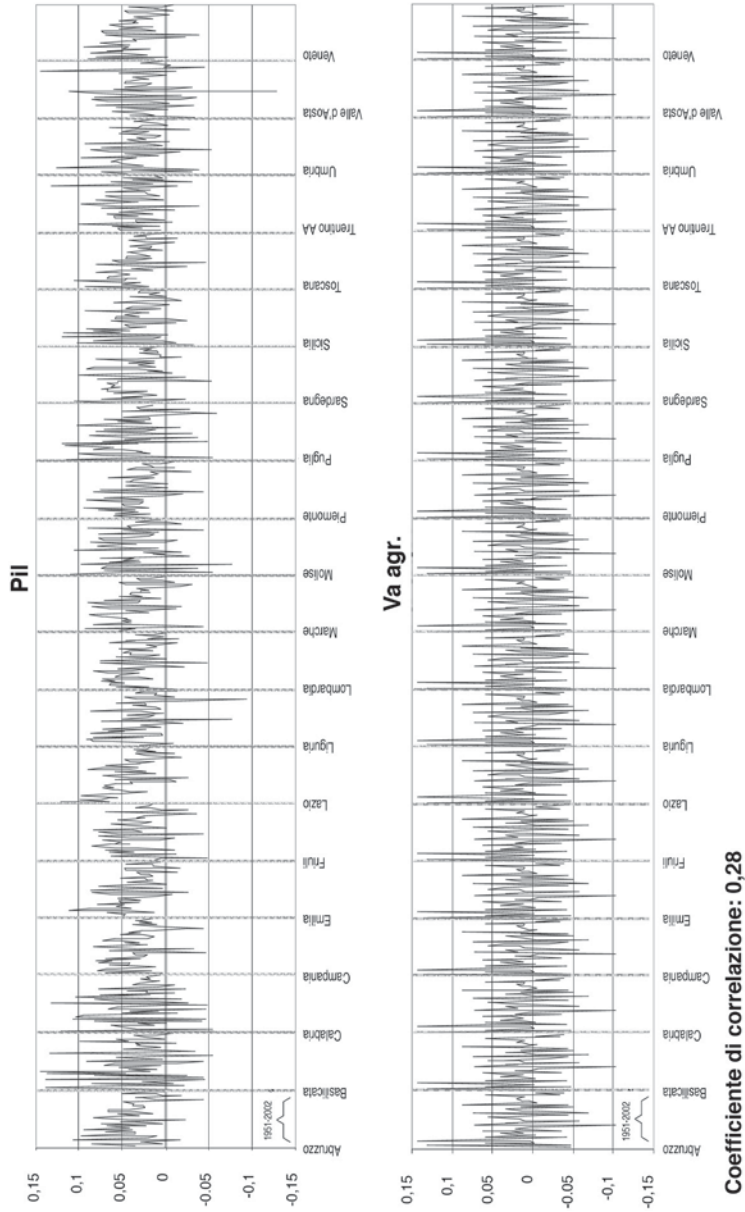 Pil
0,15
0,1
0,05
0
-0,05
-0,1
-0,15
1951-2002
Abruzzo
Basilicata
Calabria
Campania
Emilia
Friuli
Lazio
Liguria
Lombardia
Marche
Molise
Piemonte
Puglia
Sardegna
Sicilia
Toscana
Trentino AA
Umbria
Valle d'Aosta
Veneto
Va agr.
0,15
0,1
0,05
0
-0.05
-0,1
-0,15
1951-2002
Abruzzo
Basilicata
Calabria
Campania
Emilia
Friuli
Lazio
Liguria
Lombardia
Marche
Molise
Piemonte
Puglia
Sardegna
Sicilia
Toscana
Trentino AA
Umbria
Valle d'Aosta
Veneto
Coefficiente di correlazione: 0,28